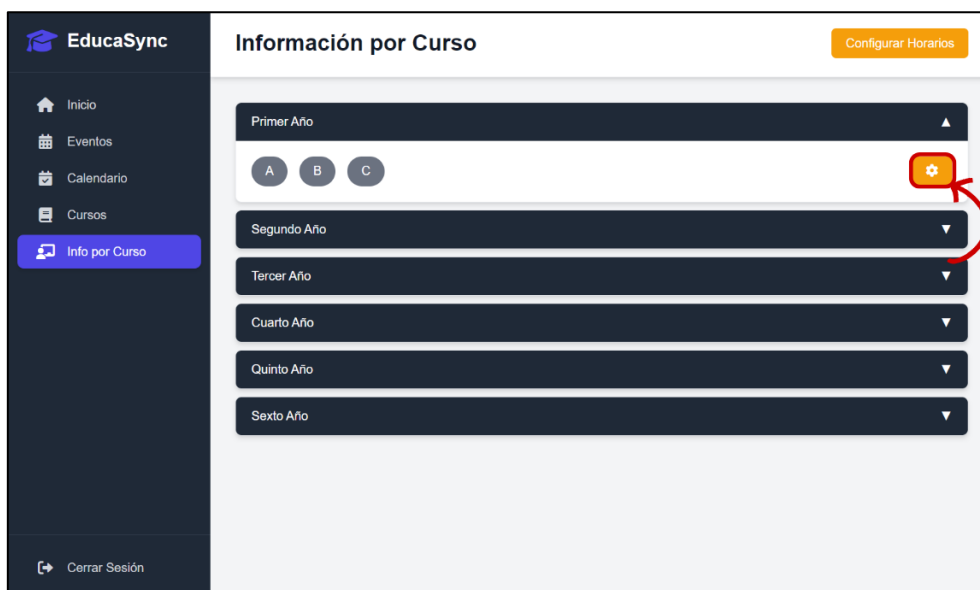 EducaSync
Información por Curso
Configurar Horarios
Inicio
Eventos
Calendario
Cursos
Info por Curso
Primer Año
A B C
Segundo Año
Tercer Año
Cuarto Año
Quinto Año
Sexto Año
Cerrar Sesión